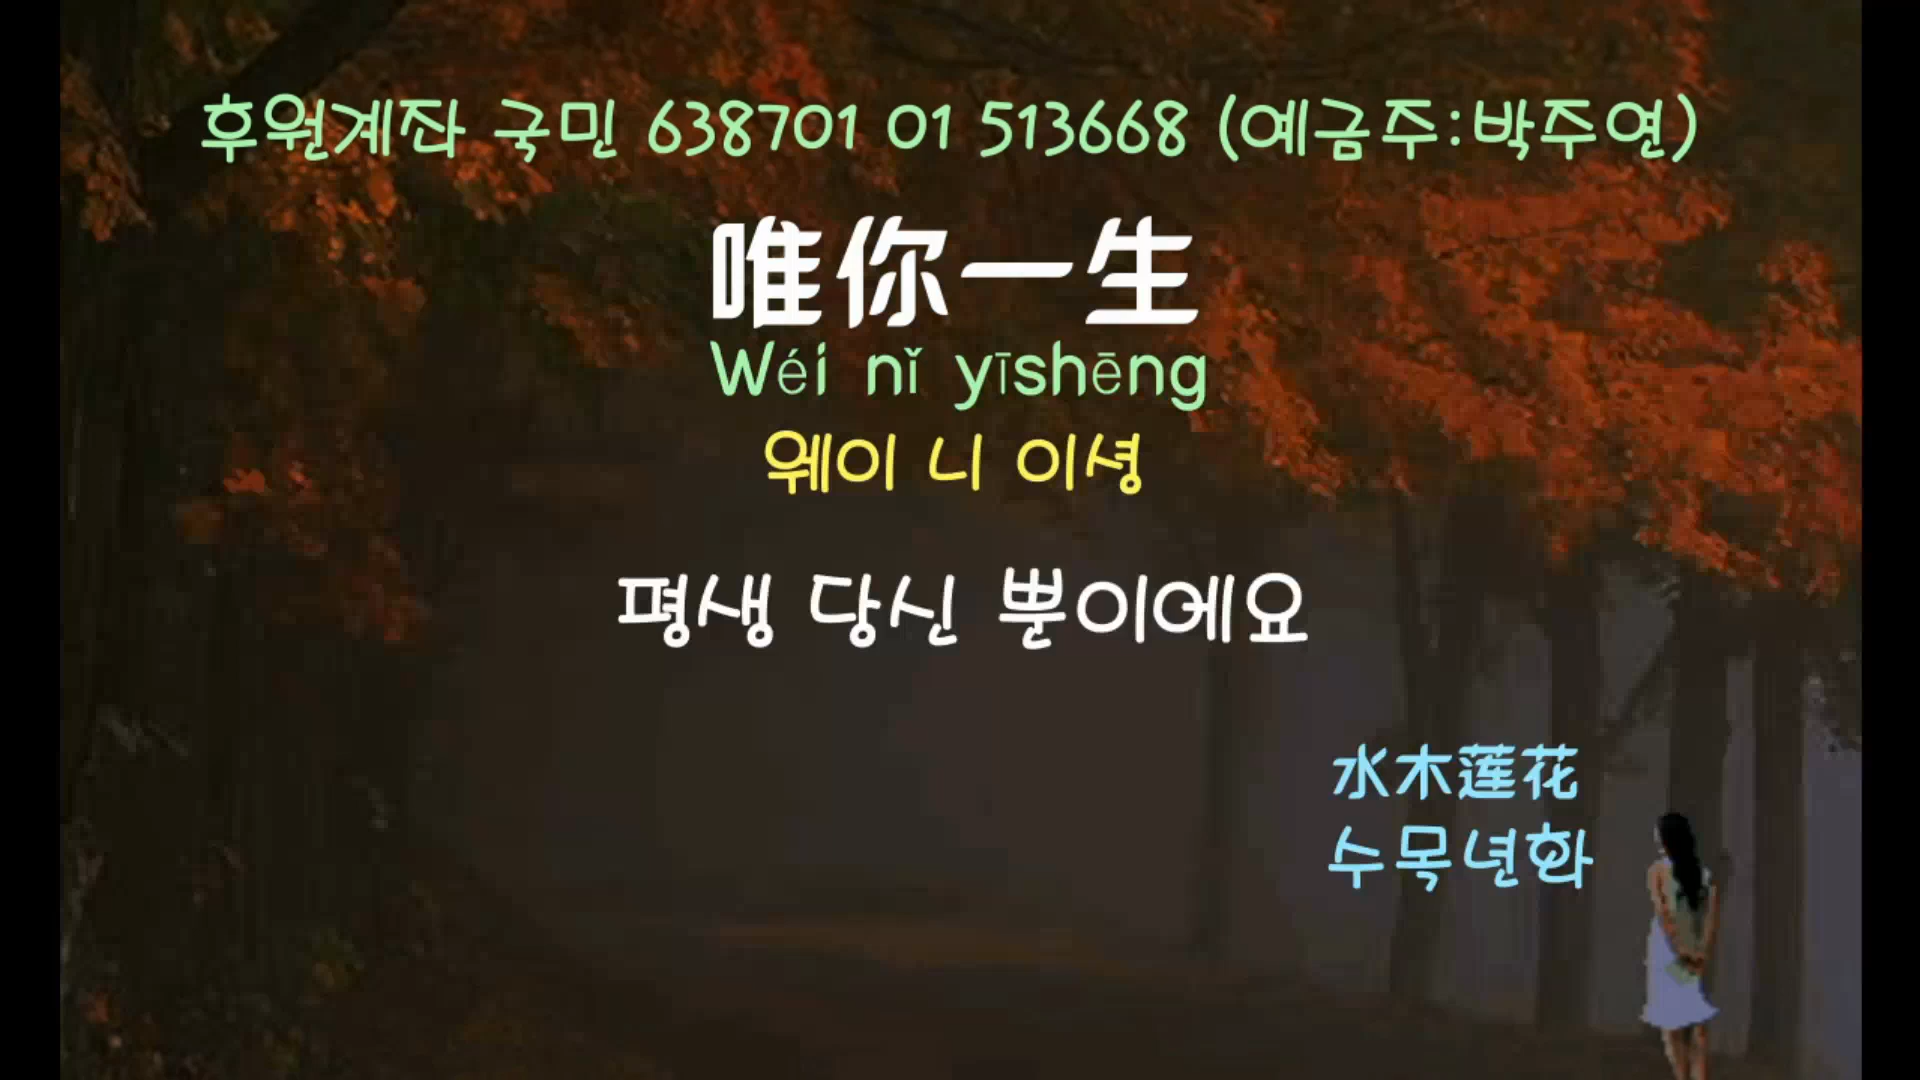 후원계좌 국민 638701 01 513668 (예금주:박주연)
唯你一生
Wéi nǐ yīshēng
웨이 니 이셩
평생 당신 뿐이에요
水木莲花
수목년화